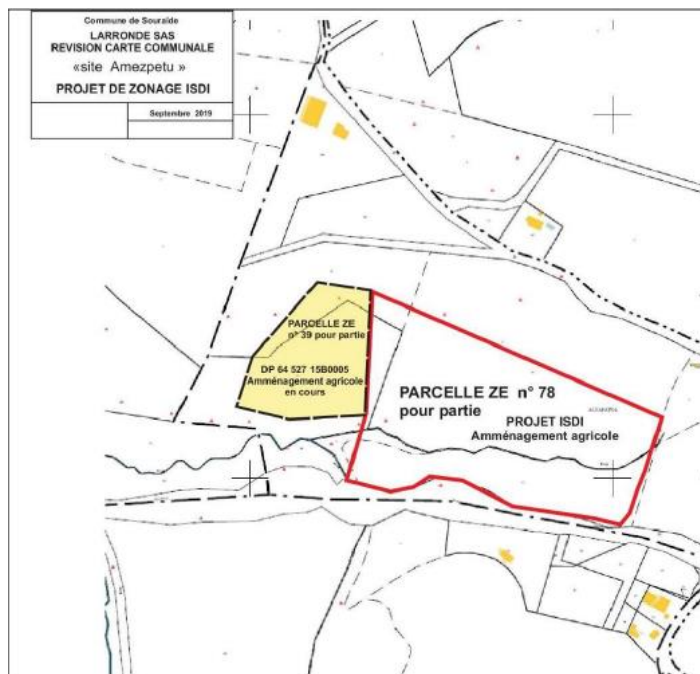 Commune de Souraïde
LARRONDE SAS
REVISION CARTE COMMUNALE
«site Amezpetu »
PROJET DE ZONAGE ISDI
Septembre 2019
PARCELLE ZE
n° 39 pour partie
DP 64 527 15B0005
Amménagement agricole
en cours
PARCELLE ZE n° 78
pour partie
PROJET ISDI
Amménagement agricole